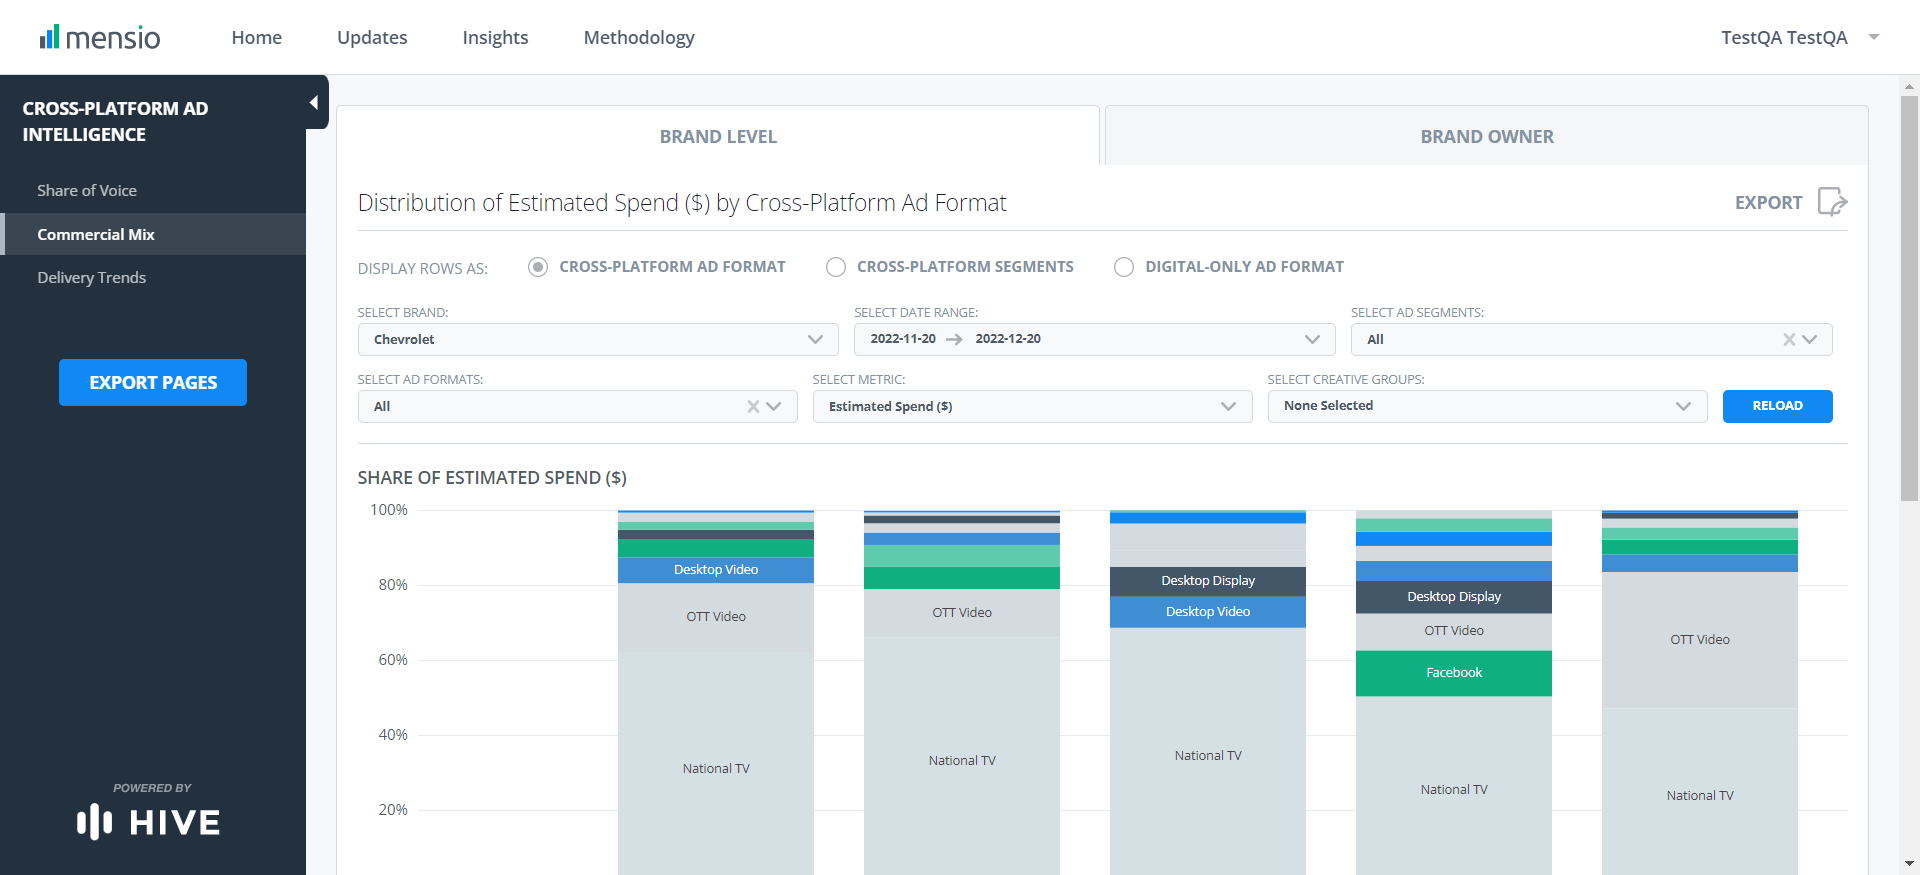 mensio
Home
Updates
Insights
Methodology
TestQA TestQA
CROSS-PLATFORM AD
INTELLIGENCE
Share of Voice
Commercial Mix
Delivery Trends
EXPORT PAGES
POWERED BY
HIVE
BRAND LEVEL
BRAND OWNER
Distribution of Estimated Spend ($) by Cross-Platform Ad Format
EXPORT
DISPLAY ROWS AS:
CROSS-PLATFORM AD FORMAT
CROSS-PLATFORM SEGMENTS
DIGITAL-ONLY AD FORMAT
SELECT BRAND:
Chevrolet
SELECT DATE RANGE:
2022-11-20 → 2022-12-20
SELECT AD SEGMENTS:
All
SELECT AD FORMATS:
All
SELECT METRIC:
Estimated Spend ($)
SELECT CREATIVE GROUPS:
None Selected
RELOAD
SHARE OF ESTIMATED SPEND ($)
100%
80%
60%
40%
20%
Desktop Video
OTT Video
National TV
OTT Video
National TV
Desktop Display
Desktop Video
National TV
Desktop Display
OTT Video
Facebook
National TV
OTT Video
National TV